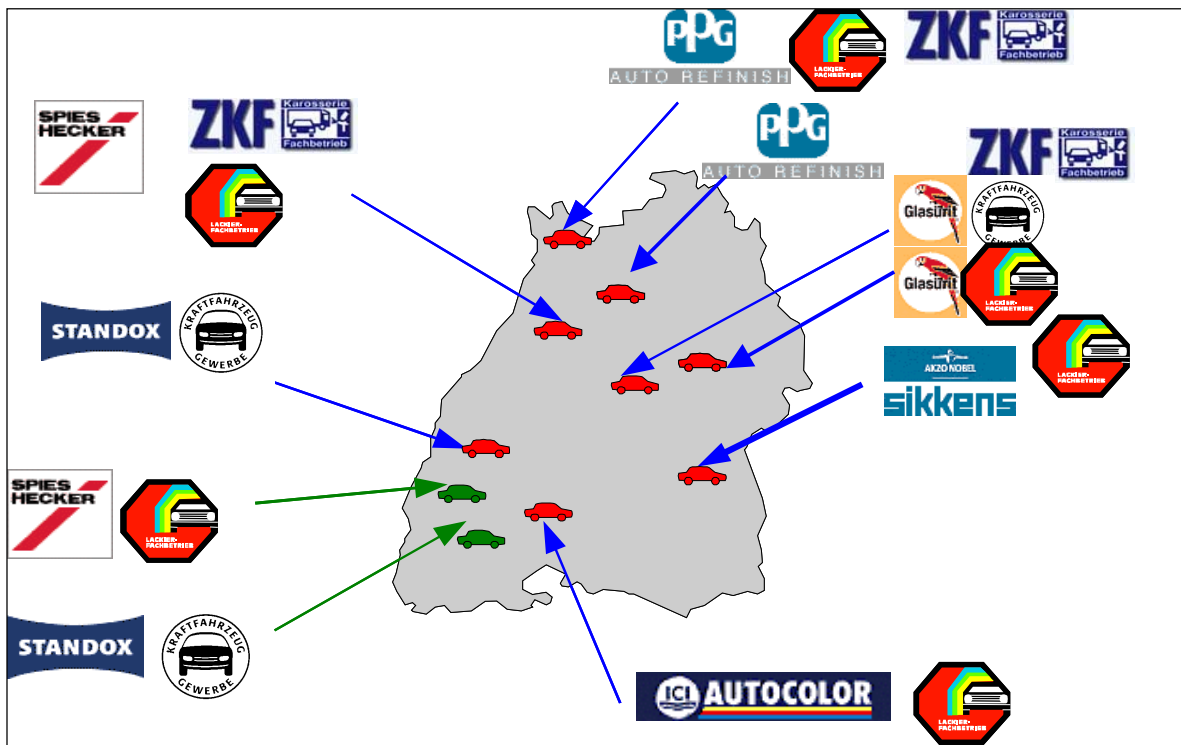 PPG
AUTO REFINISH
LACKIER-
FACHBETRIEB
ZKF
Karosserie
Fachbetrieb
SPIES
HECKER
ZKF
Karosserie
Fachbetrieb
LACKIER-
FACHBETRIEB
PPG
AUTO REFINISH
ZKF
Karosserie
Fachbetrieb
Glasurit
KRAFTFAHRZEUG
GEWERBE
Glasurit
LACKIER-
FACHBETRIEB
STANDOX
KRAFTFAHRZEUG
GEWERBE
AKZO NOBEL
sikkens
LACKIER-
FACHBETRIEB
SPIES
HECKER
LACKIER-
FACHBETRIEB
STANDOX
KRAFTFAHRZEUG
GEWERBE
ICI AUTOCOLOR
LACKIER-
FACHBETRIEB